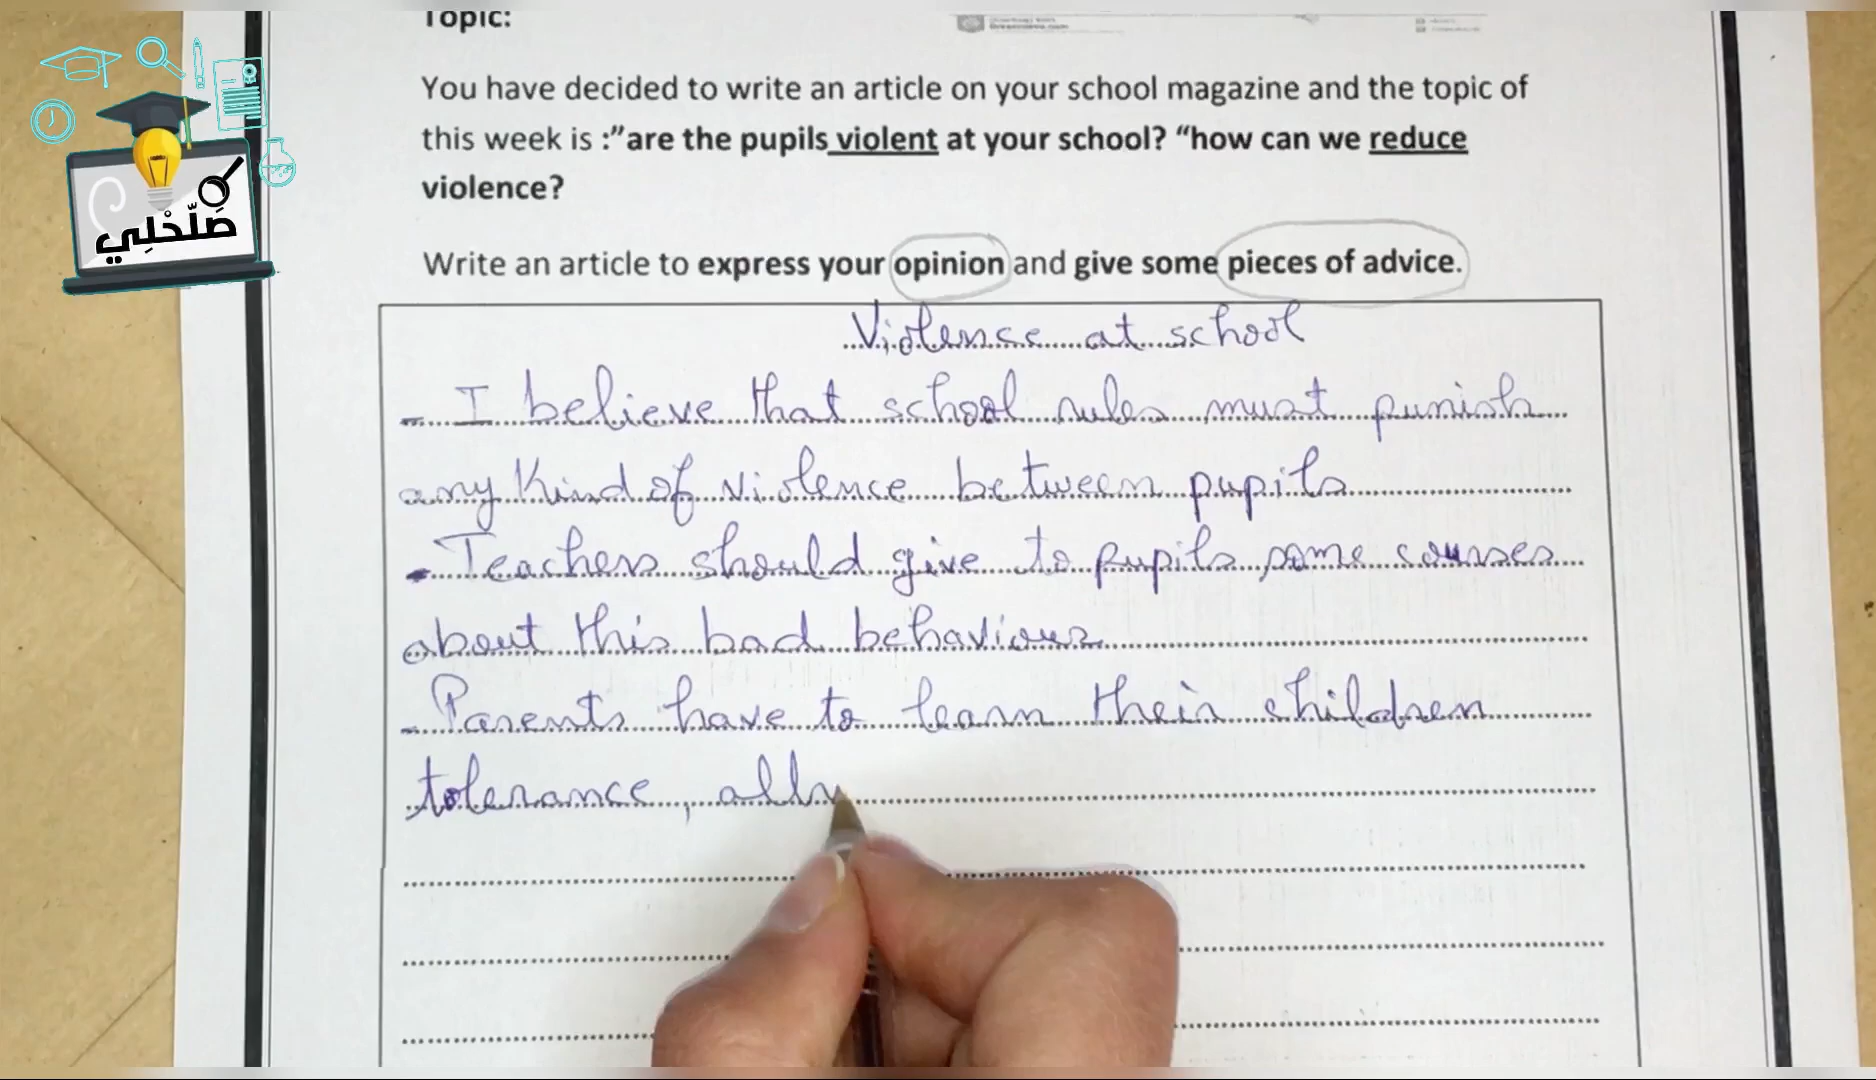 Topic:
You have decided to write an article on your school magazine and the topic of
this week is :”are the pupils violent at your school? “how can we reduce
violence?
Write an article to express your opinion and give some pieces of advice.
صَلّحْلِي
Violence at school
- I believe that school rules must punish
any kind of violence between pupils
- Teachers should give to pupils some courses
about this bad behaviour
- Parents have to learn their children
tolerance,